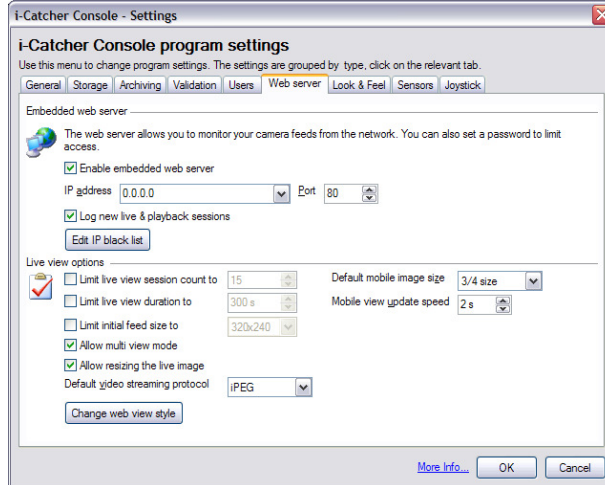 i-Catcher Console - Settings
i-Catcher Console program settings
Use this menu to change program settings. The settings are grouped by type, click on the relevant tab.
General Storage Archiving Validation Users Web server Look & Feel Sensors Joystick
Embedded web server
The web server allows you to monitor your camera feeds from the network. You can also set a password to limit
access.
Enable embedded web server
IP address 0.0.0.0 Port 80
Log new live & playback sessions
Edit IP black list
Live view options
Limit live view session count to 15 Default mobile image size 3/4 size
Limit live view duration to 300 s Mobile view update speed 2 s
Limit initial feed size to 320x240
Allow multi view mode
Allow resizing the live image
Default video streaming protocol iPEG
Change web view style
More Info... OK Cancel